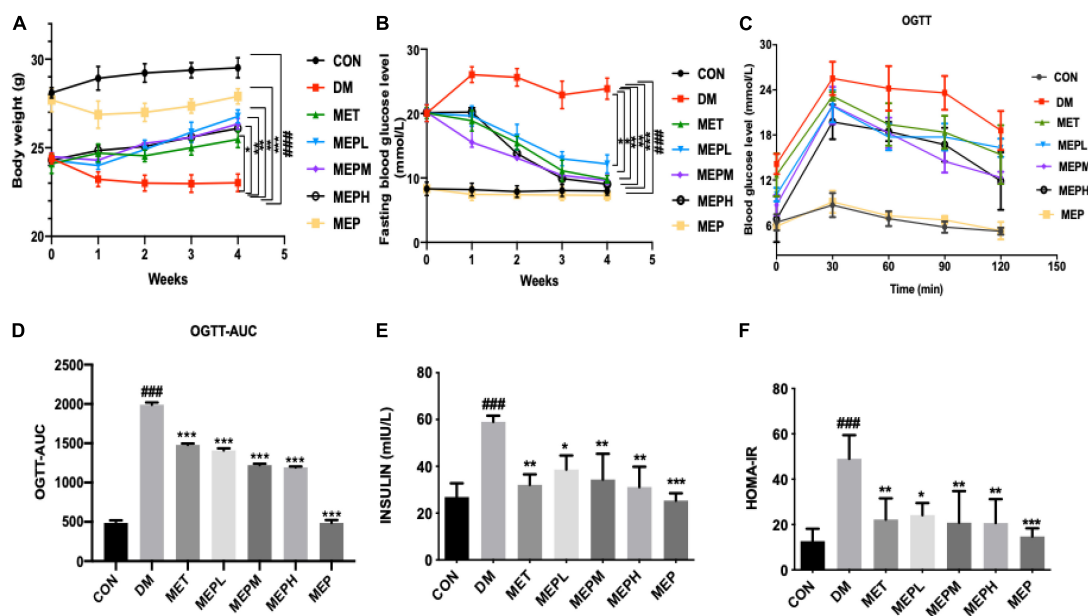 A
Body weight (g)
30
28
26
24
22
20
0
1
2
3
4
5
Weeks
*
**
**
**
***
###
CON
DM
MET
MEPL
MEPM
MEPH
MEP
B
Fasting blood glucose level
(mmol/L)
30
20
10
0
0
1
2
3
4
5
Weeks
CON
DM
MET
MEPL
MEPM
MEPH
MEP
C
OGTT
Blood glucose level (mmol/L)
30
24
18
12
6
0
30
60
90
120
150
Time (min)
CON
DM
MET
MEPL
MEPM
MEPH
MEP
D
OGTT-AUC
OGTT-AUC
2500
2000
1500
1000
500
0
###
***
***
***
***
***
CON
DM
MET
MEPL
MEPM
MEPH
MEP
E
INSULIN (mIU/L)
80
60
40
20
0
###
**
*
**
**
***
CON
DM
MET
MEPL
MEPM
MEPH
MEP
F
HOMA-IR
80
60
40
20
0
###
**
*
**
**
***
CON
DM
MET
MEPL
MEPM
MEPH
MEP